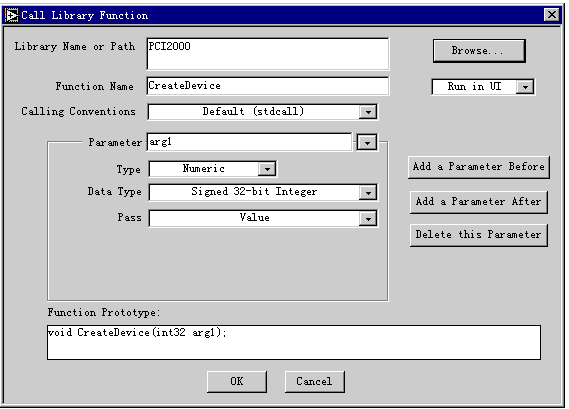 Call Library Function
Library Name or Path PCI2000
Browse...
Function Name CreateDevice
Run in UI
Calling Conventions Default (stdcall)
Parameter arg1
Type Numeric
Add a Parameter Before
Data Type Signed 32-bit Integer
Add a Parameter After
Pass Value
Delete this Parameter
Function Prototype:
void CreateDevice(int32 arg1);
OK Cancel